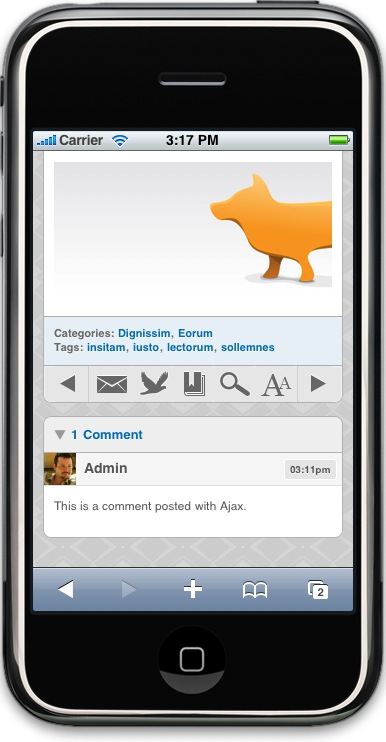 Carrier 3:17 PM
Categories: Dignissim, Eorum
Tags: insitam, iusto, lectorum, sollemnes
AA
1 Comment
Admin 03:11pm
This is a comment posted with Ajax.
2